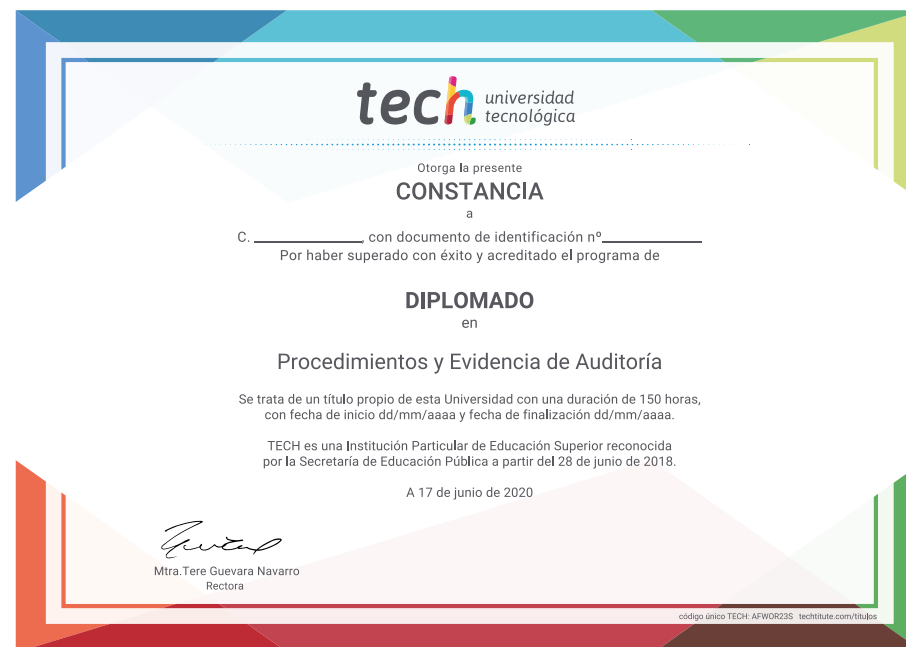 tech universidad
tecnológica
Otorga la presente
CONSTANCIA
a
C. ______________, con documento de identificación nº_____________
Por haber superado con éxito y acreditado el programa de
DIPLOMADO
en
Procedimientos y Evidencia de Auditoría
Se trata de un título propio de esta Universidad con una duración de 150 horas,
con fecha de inicio dd/mm/aaaa y fecha de finalización dd/mm/aaaa.
TECH es una Institución Particular de Educación Superior reconocida
por la Secretaría de Educación Pública a partir del 28 de junio de 2018.
A 17 de junio de 2020
Mtra.Tere Guevara Navarro
Rectora
código único TECH: AFWOR23S techtitute.com/titulos